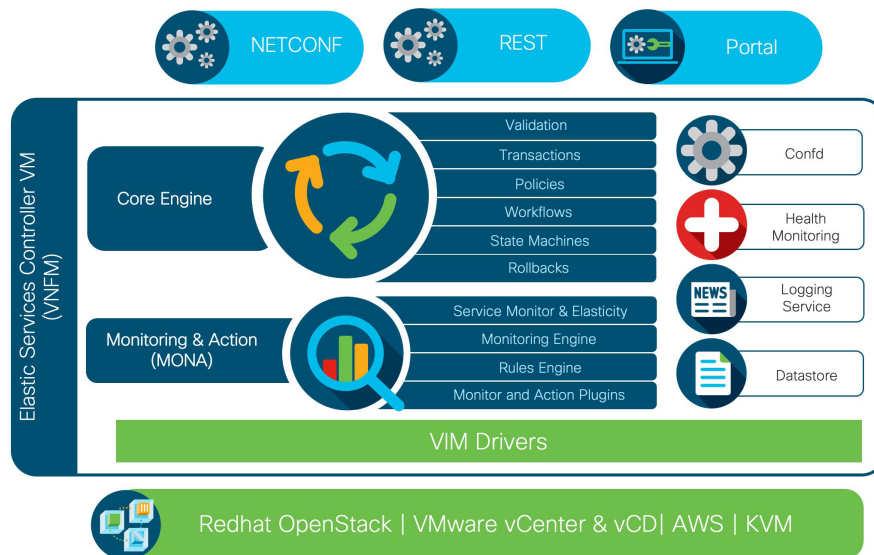 NETCONF
REST
Portal
Elastic Services Controller VM
(VNFM)
Core Engine
Validation
Transactions
Policies
Workflows
State Machines
Rollbacks
Monitoring & Action
(MONA)
Service Monitor & Elasticity
Monitoring Engine
Rules Engine
Monitor and Action Plugins
Confd
Health
Monitoring
NEWS
Logging
Service
Datastore
VIM Drivers
Redhat OpenStack | VMware vCenter & vCD| AWS | KVM